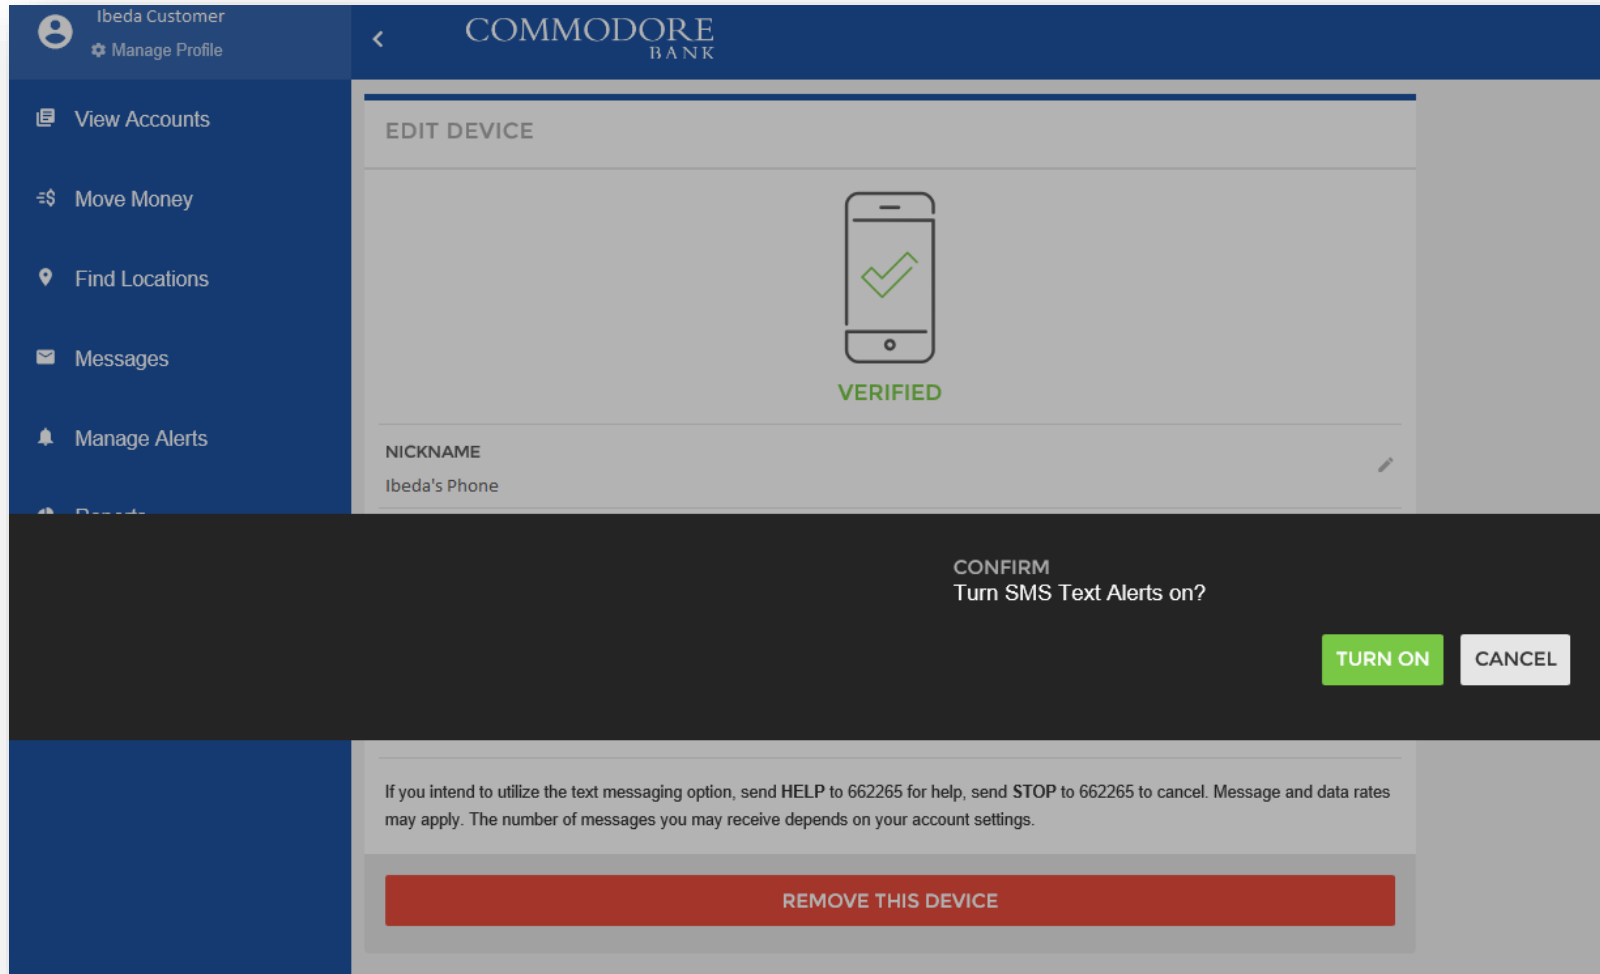 Ibeda Customer
Manage Profile
COMMODORE
BANK
View Accounts
Move Money
Find Locations
Messages
Manage Alerts
EDIT DEVICE
VERIFIED
NICKNAME
Ibeda's Phone
CONFIRM
Turn SMS Text Alerts on?
TURN ON
CANCEL
If you intend to utilize the text messaging option, send HELP to 662265 for help, send STOP to 662265 to cancel. Message and data rates
may apply. The number of messages you may receive depends on your account settings.
REMOVE THIS DEVICE